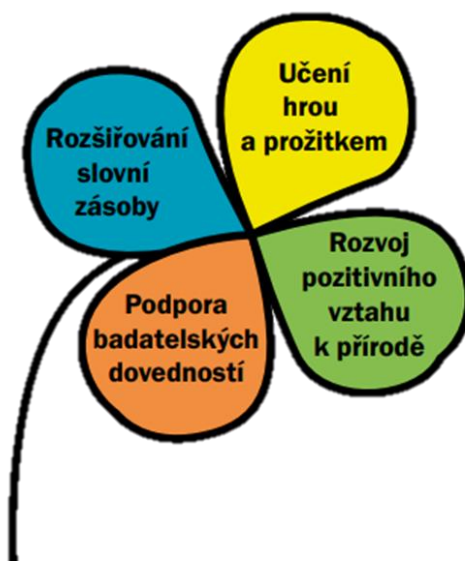 Učení
hrou
a prožitkem
Rozšiřování
slovní
zásoby
Rozvoj
pozitivního
vztahu
k přírodě
Podpora
badatelských
dovedností